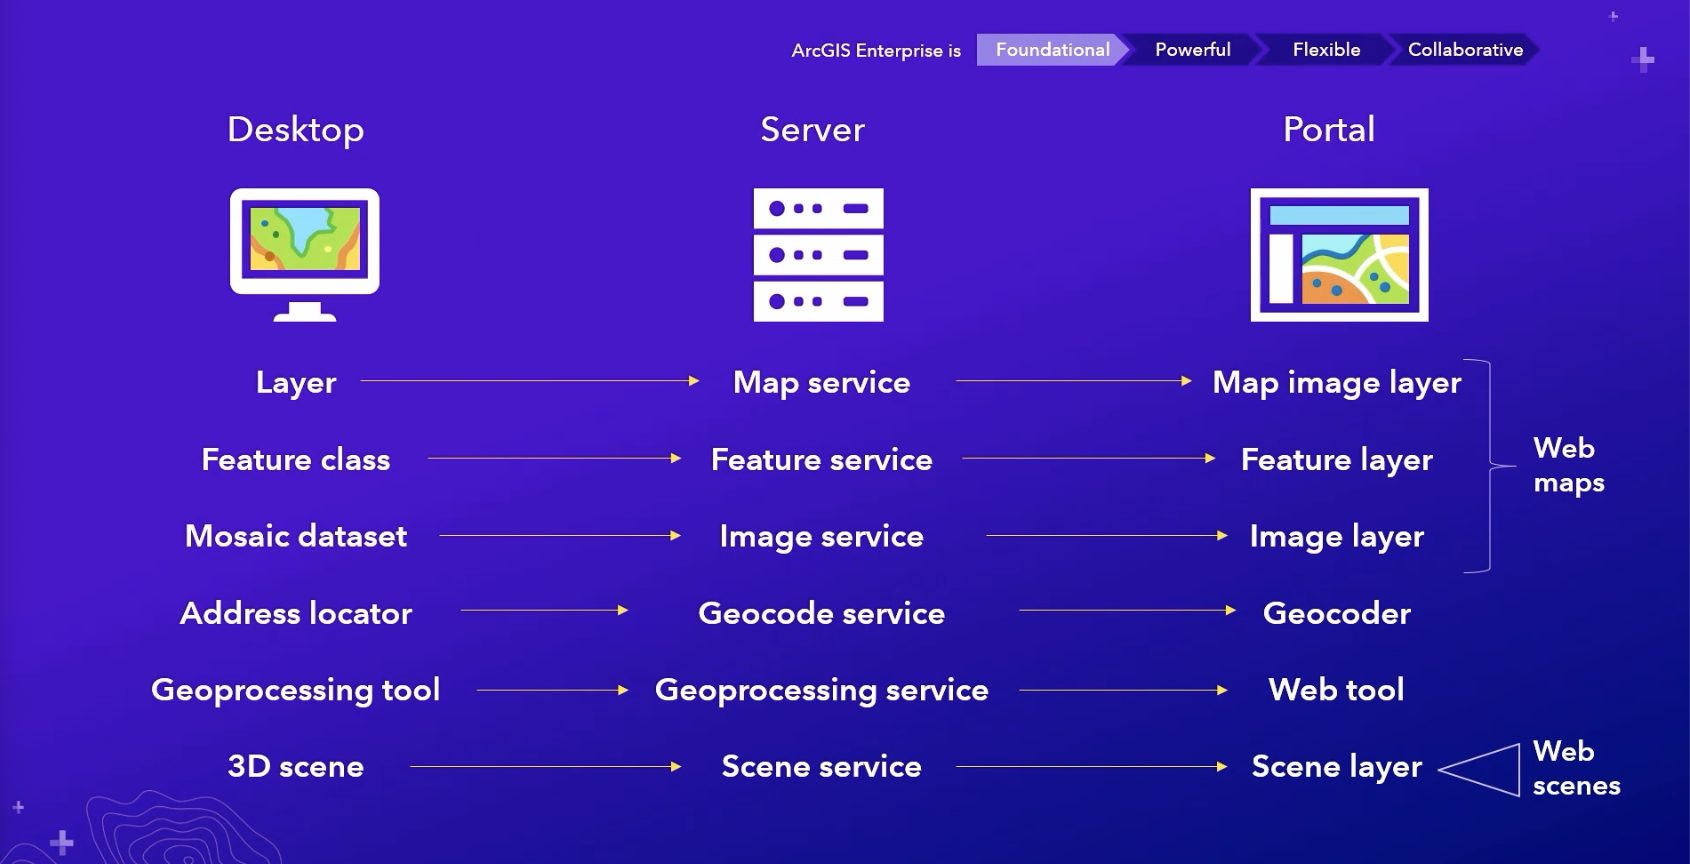 ArcGIS Enterprise is Foundational Powerful Flexible Collaborative
Desktop Server Portal
Layer Map service Map image layer
Feature class Feature service Feature layer
Web
maps
Mosaic dataset Image service Image layer
Address locator Geocode service Geocoder
Geoprocessing tool Geoprocessing service Web tool
3D scene Scene service Scene layer
Web
scenes